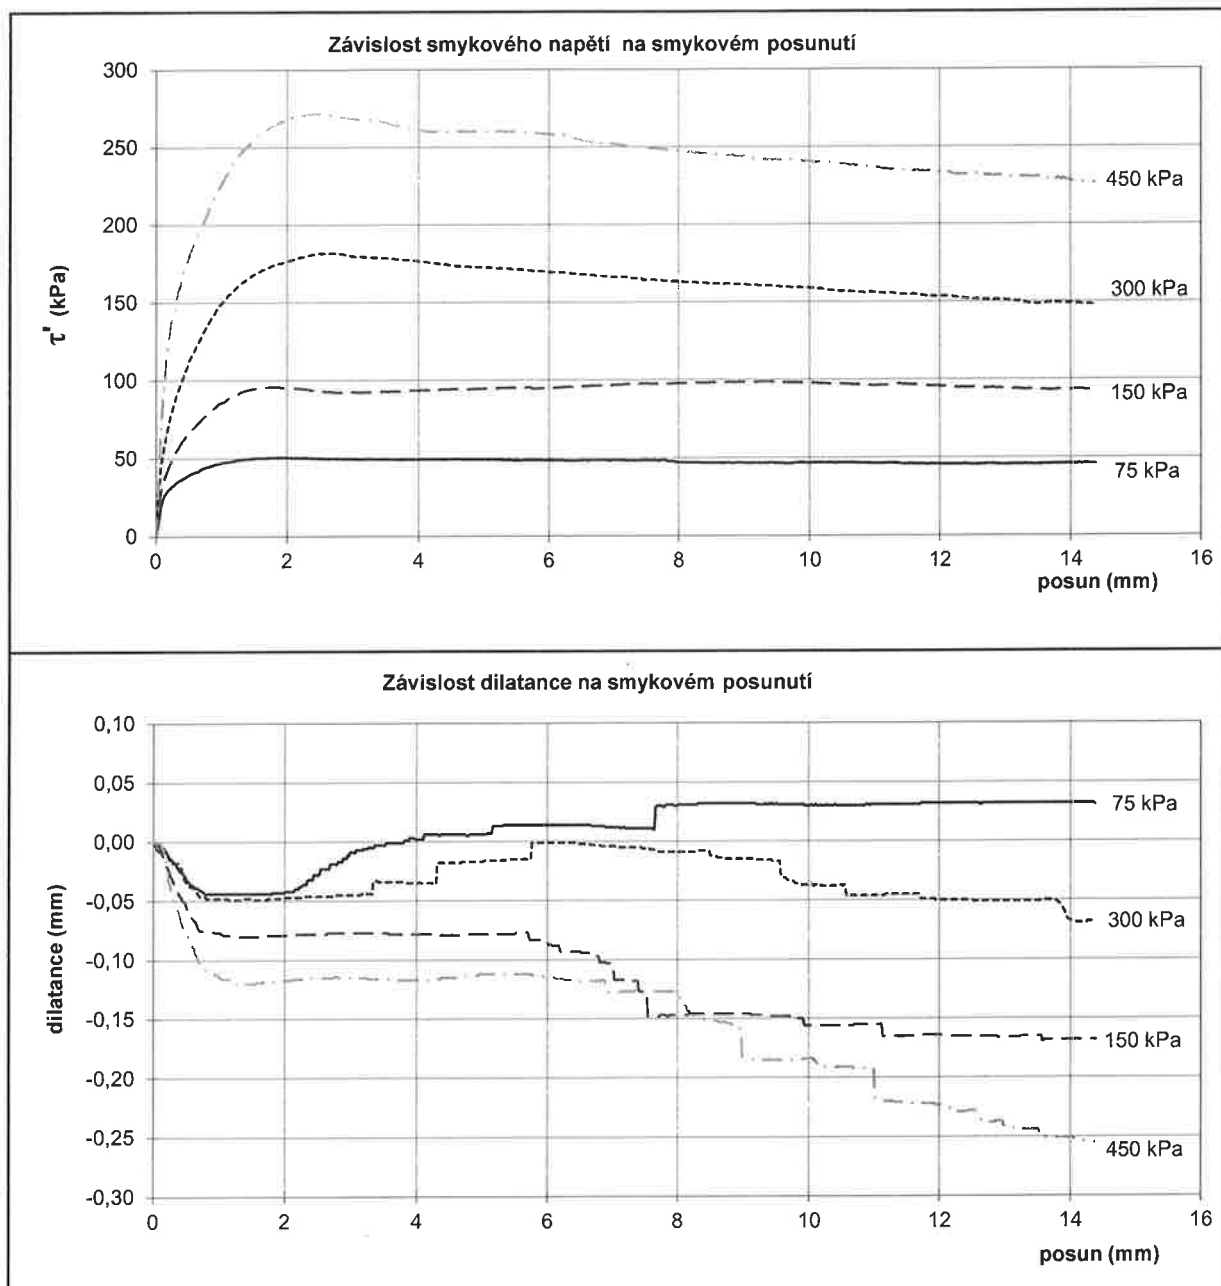 Závislost smykového napětí na smykovém posunutí
300
250
200
150
100
50
0
τ' (kPa)
450 kPa
300 kPa
150 kPa
75 kPa
0 2 4 6 8 10 12 14 16
posun (mm)
Závislost dilatance na smykovém posunutí
0,10
0,05
0,00
-0,05
-0,10
-0,15
-0,20
-0,25
-0,30
dilatance (mm)
75 kPa
300 kPa
150 kPa
450 kPa
0 2 4 6 8 10 12 14 16
posun (mm)